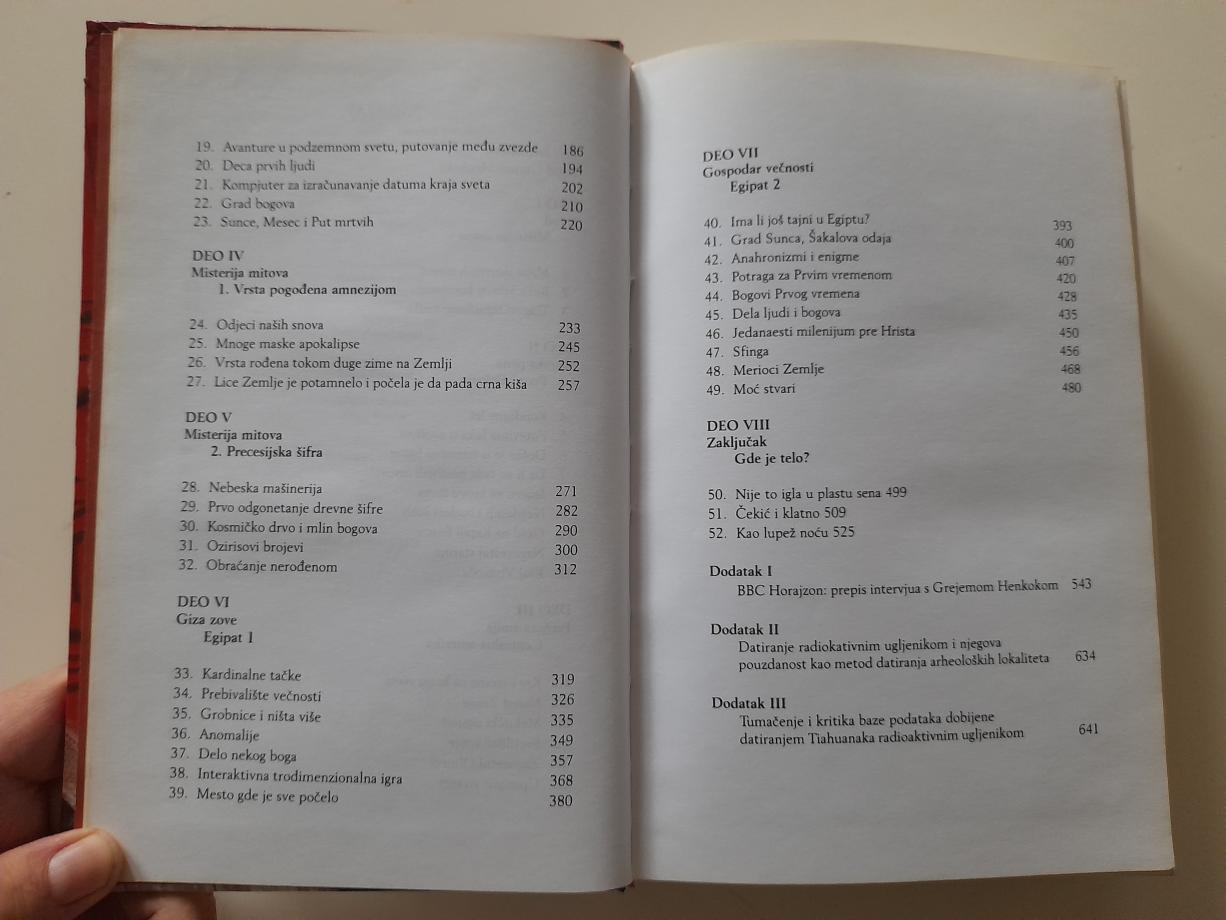 19. Avanture u podzemnom svetu, putovanje među zvezde 186
20. Deca prvih ljudi 194
21. Kompjuter za izračunavanje datuma kraja sveta 202
22. Grad bogova 210
23. Sunce, Mesec i Put mrtvih 220
DEO IV
Misterija mitova
1. Vrsta pogođena amnezijom
24. Odjeci naših snova 233
25. Mnoge maske apokalipse 245
26. Vrsta rođena tokom duge zime na Zemlji 252
27. Lice Zemlje je potamnelo i počela je da pada crna kiša 257
DEO V
Misterija mitova
2. Precesijska šifra
28. Nebeska mašinerija 271
29. Prvo odgonetanje drevne šifre 282
30. Kosmičko drvo i mlin bogova 290
31. Ozirisovi brojevi 300
32. Obraćanje nerođenom 312
DEO VI
Giza zove
Egipat 1
33. Kardinalne tačke 319
34. Prebivalište večnosti 326
35. Grobnice i ništa više 335
36. Anomalije 349
37. Delo nekog boga 357
38. Interaktivna trodimenzionalna igra 368
39. Mesto gde je sve počelo 380
DEO VII
Gospodar večnosti
Egipat 2
40. Ima li još tajni u Egiptu? 393
41. Grad Sunca, Šakalova odaja 400
42. Anahronizmi i enigme 407
43. Potraga za Prvim vremenom 420
44. Bogovi Prvog vremena 428
45. Dela ljudi i bogova 435
46. Jedanaesti milenijum pre Hrista 450
47. Sfinga 456
48. Merioci Zemlje 468
49. Moć stvari 480
DEO VIII
Zaključak
Gde je telo?
50. Nije to igla u plastu sena 499
51. Čekić i klatno 509
52. Kao lupež noću 525
Dodatak I
BBC Horajzon: prepis intervjua s Grejemom Henkokom 543
Dodatak II
Datiranje radiokativnim ugljenikom i njegova
pouzdanost kao metod datiranja arheoloških lokaliteta 634
Dodatak III
Tumačenje i kritika baze podataka dobijene
datiranjem Tiahuanaka radioaktivnim ugljenikom 641